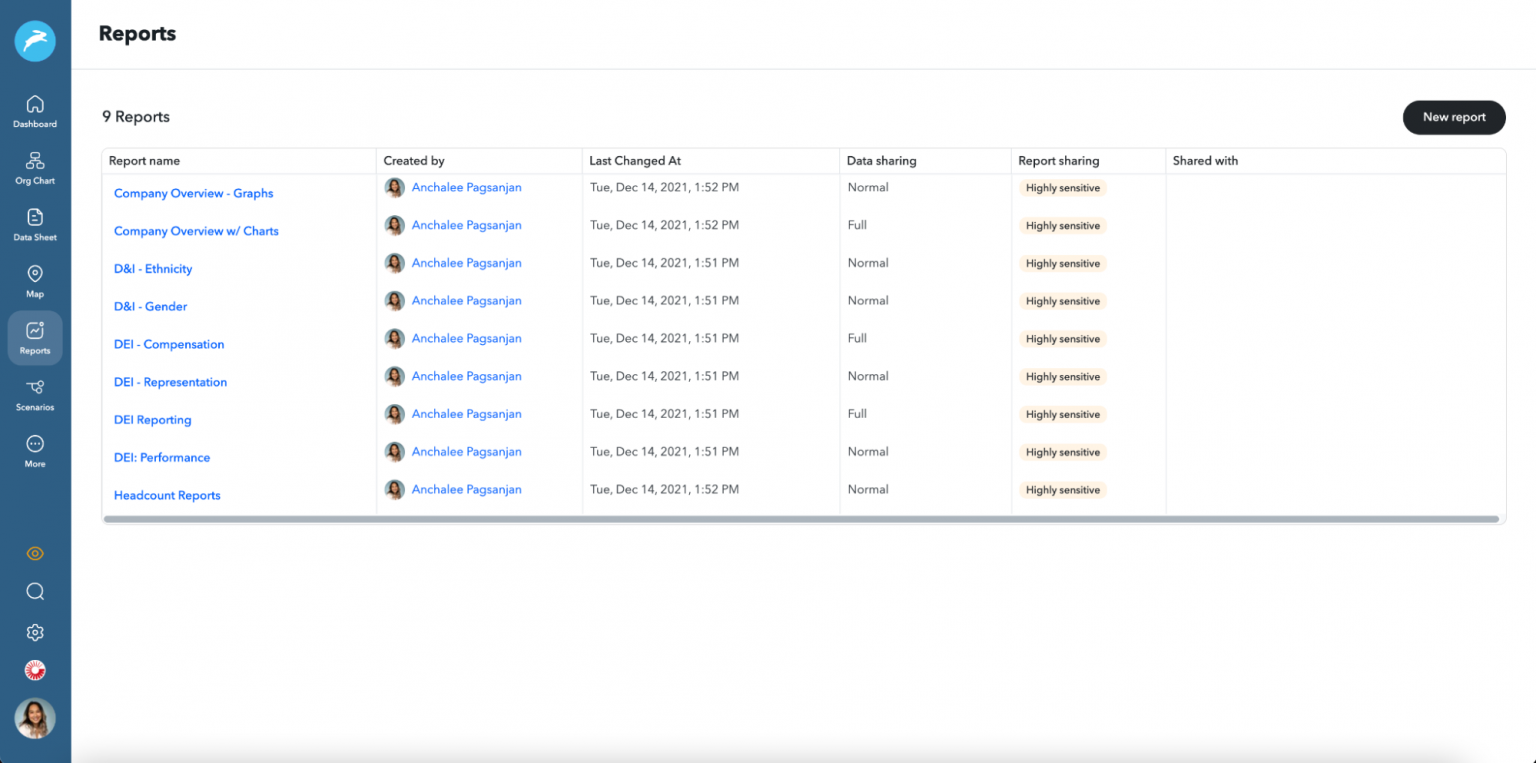 Reports
Dashboard
Org Chart
Data Sheet
Map
Reports
Scenarios
More
9 Reports
New report
Report name Created by Last Changed At Data sharing Report sharing Shared with
Company Overview - Graphs Anchalee Pagsanjan Tue, Dec 14, 2021, 1:52 PM Normal Highly sensitive
Company Overview w/ Charts Anchalee Pagsanjan Tue, Dec 14, 2021, 1:52 PM Full Highly sensitive
D&I - Ethnicity Anchalee Pagsanjan Tue, Dec 14, 2021, 1:51 PM Normal Highly sensitive
D&I - Gender Anchalee Pagsanjan Tue, Dec 14, 2021, 1:51 PM Normal Highly sensitive
DEI - Compensation Anchalee Pagsanjan Tue, Dec 14, 2021, 1:51 PM Full Highly sensitive
DEI - Representation Anchalee Pagsanjan Tue, Dec 14, 2021, 1:51 PM Normal Highly sensitive
DEI Reporting Anchalee Pagsanjan Tue, Dec 14, 2021, 1:51 PM Full Highly sensitive
DEI: Performance Anchalee Pagsanjan Tue, Dec 14, 2021, 1:51 PM Normal Highly sensitive
Headcount Reports Anchalee Pagsanjan Tue, Dec 14, 2021, 1:52 PM Normal Highly sensitive